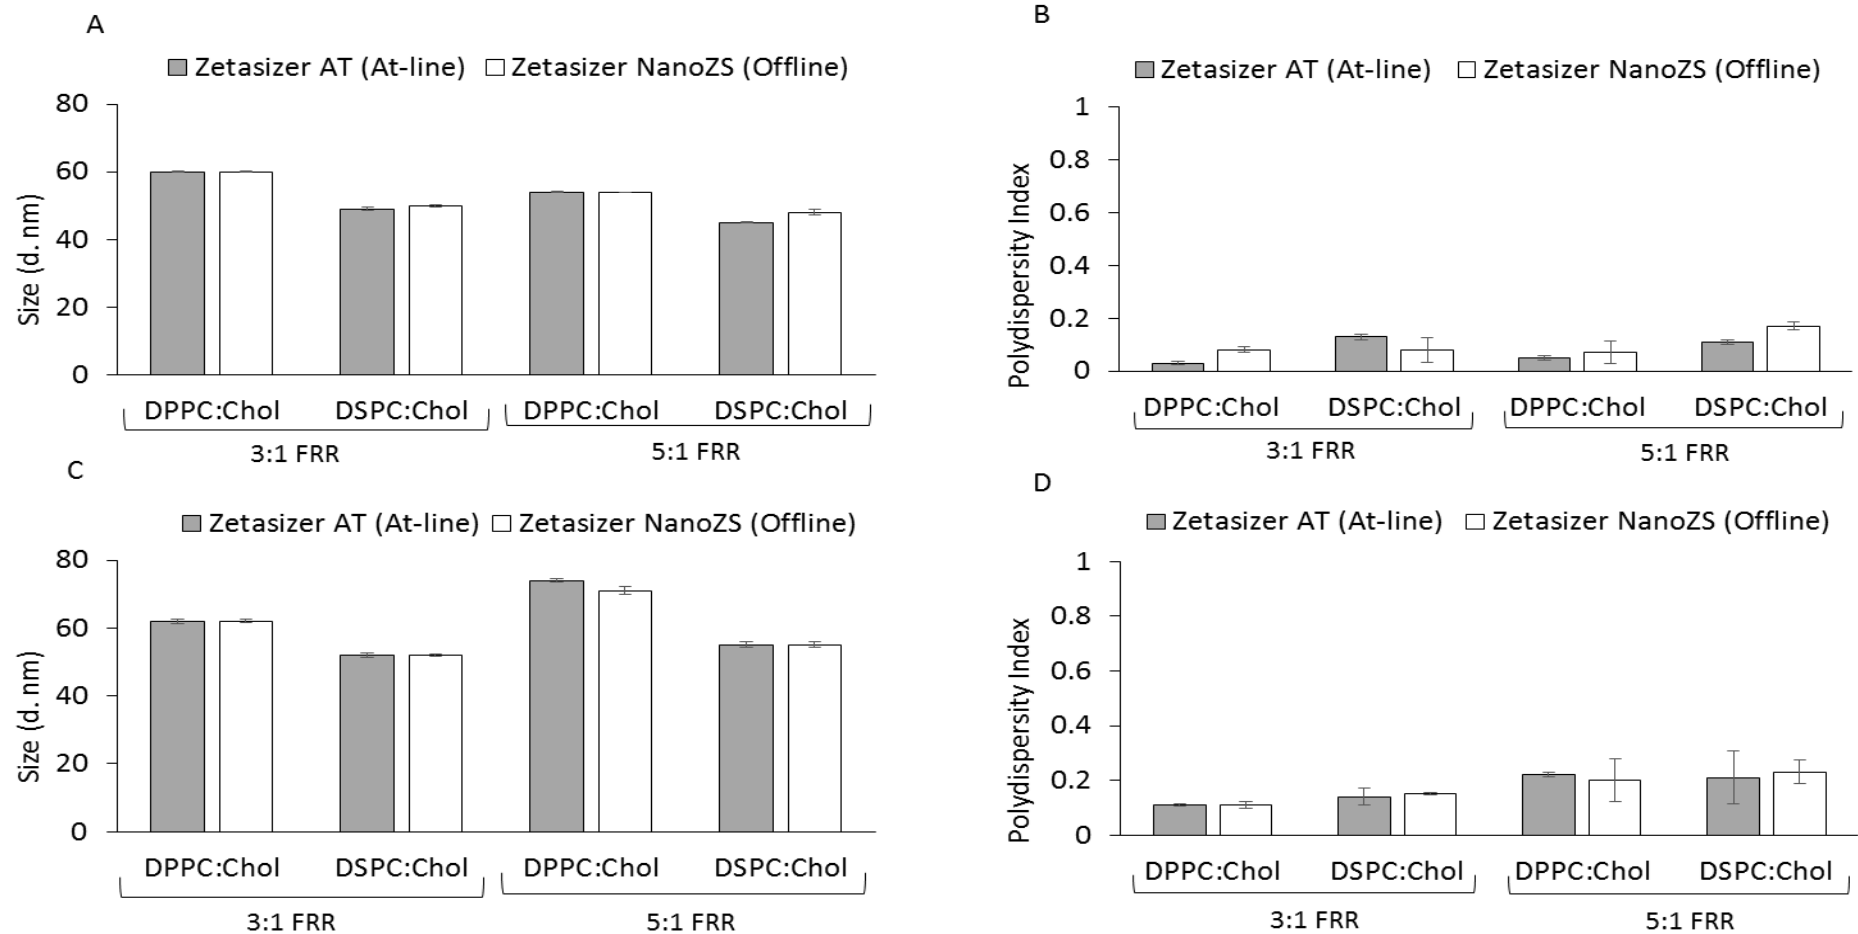 A
Zetasizer AT (At-line) Zetasizer NanoZS (Offline)
80
60
40
20
0
Size (d. nm)
DPPC:Chol DSPC:Chol DPPC:Chol DSPC:Chol
3:1 FRR 5:1 FRR
B
Zetasizer AT (At-line) Zetasizer NanoZS (Offline)
1
0.8
0.6
0.4
0.2
0
Polydispersity Index
DPPC:Chol DSPC:Chol DPPC:Chol DSPC:Chol
3:1 FRR 5:1 FRR
C
Zetasizer AT (At-line) Zetasizer NanoZS (Offline)
80
60
40
20
0
Size (d. nm)
DPPC:Chol DSPC:Chol DPPC:Chol DSPC:Chol
3:1 FRR 5:1 FRR
D
Zetasizer AT (At-line) Zetasizer NanoZS (Offline)
1
0.8
0.6
0.4
0.2
0
Polydispersity Index
DPPC:Chol DSPC:Chol DPPC:Chol DSPC:Chol
3:1 FRR 5:1 FRR